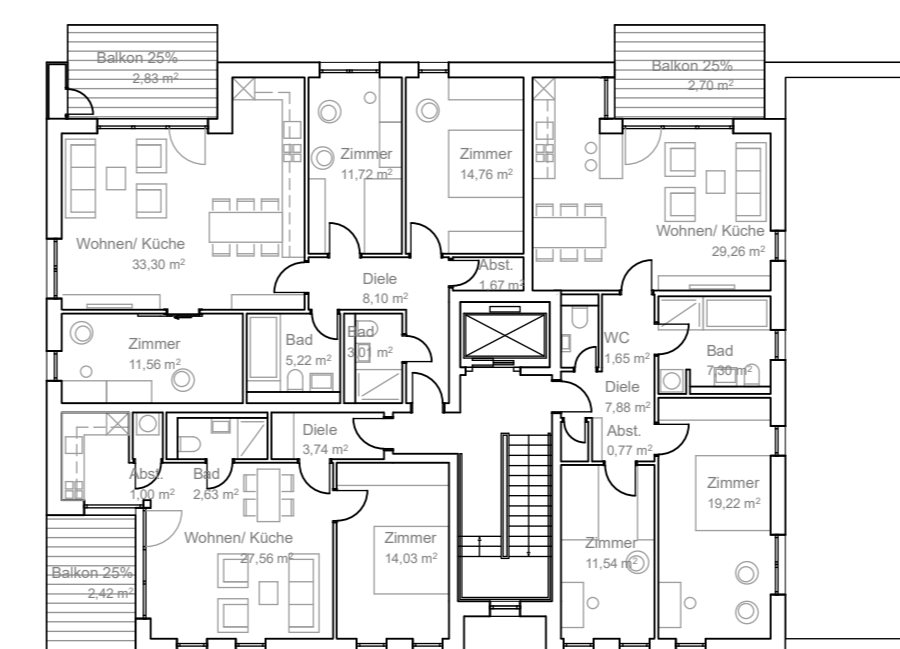 Balkon 25%
2,83 m²
Balkon 25%
2,70 m²
Zimmer
11,72 m²
Zimmer
14,76 m²
Wohnen/ Küche
33,30 m²
Wohnen/ Küche
29,26 m²
Diele
8,10 m²
Abst.
1,67 m²
Zimmer
11,56 m²
Bad
5,22 m²
Bad
3,01 m²
WC
1,65 m²
Bad
7,30 m²
Diele
7,88 m²
Diele
3,74 m²
Abst.
0,77 m²
Abst.
1,00 m²
Bad
2,63 m²
Zimmer
19,22 m²
Wohnen/ Küche
27,56 m²
Zimmer
14,03 m²
Zimmer
11,54 m²
Balkon 25%
2,42 m²